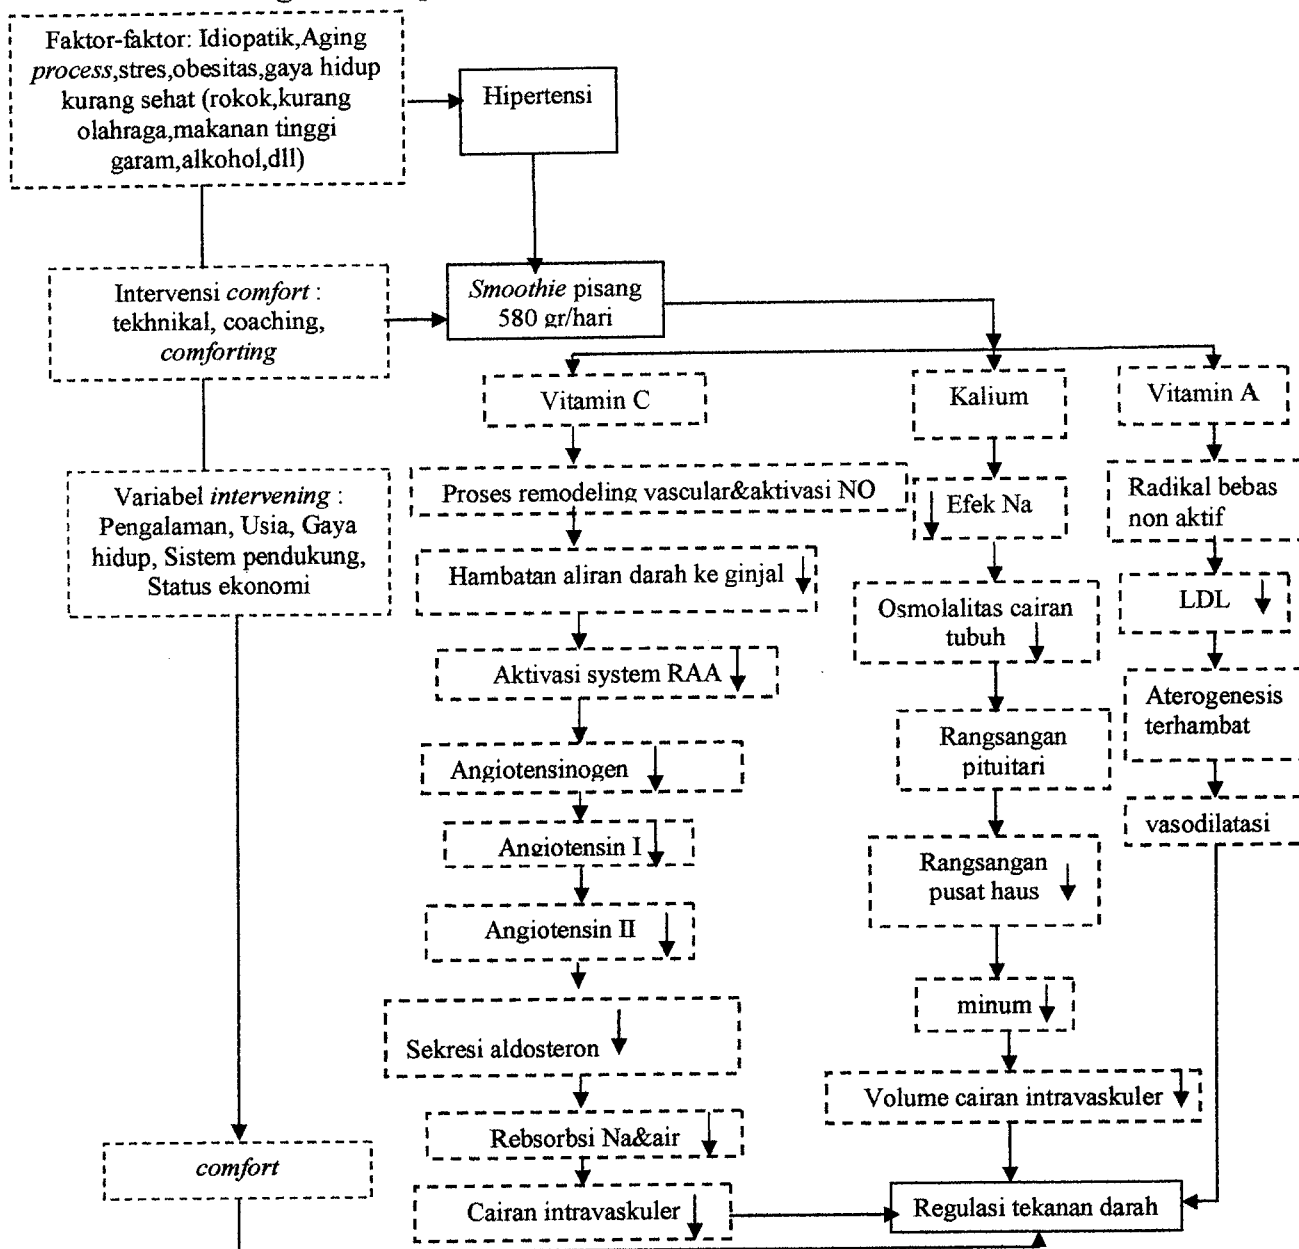 Faktor-faktor: Idiopatik,Aging
process,stres,obesitas,gaya hidup
kurang sehat (rokok,kurang
olahraga,makanan tinggi
garam,alkohol,dll)
Hipertensi
Intervensi comfort :
tekhnikal, coaching,
comforting
Smoothie pisang
580 gr/hari
Vitamin C
Kalium
Vitamin A
Variabel intervening :
Pengalaman, Usia, Gaya
hidup, Sistem pendukung,
Status ekonomi
Proses remodeling vascular&aktivasi NO
Hambatan aliran darah ke ginjal
Aktivasi system RAA
Angiotensinogen
Angiotensin I
Angiotensin II
Sekresi aldosteron
Rebsorbsi Na&air
Cairan intravaskuler
Efek Na
Osmolalitas cairan
tubuh
Rangsangan
pituitari
Rangsangan
pusat haus
minum
Volume cairan intravaskuler
Radikal bebas
non aktif
LDL
Aterogenesis
terhambat
vasodilatasi
comfort
Regulasi tekanan darah